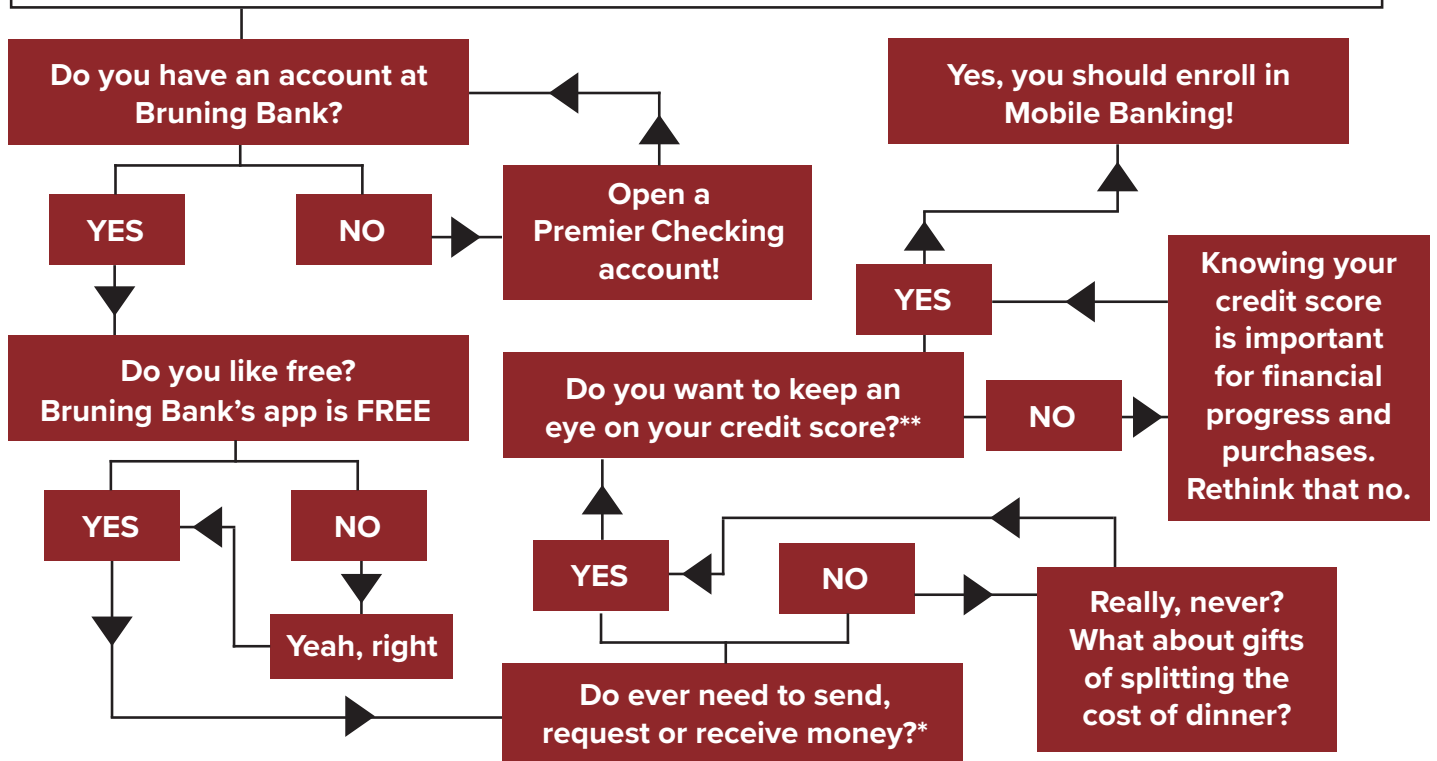 Do you have an account at
Bruning Bank?
YES
NO
Open a
Premier Checking
account!
Do you like free?
Bruning Bank's app is FREE
YES
NO
Yeah, right
Do ever need to send,
request or receive money?*
YES
NO
Really, never?
What about gifts
of splitting the
cost of dinner?
Do you want to keep an
eye on your credit score?**
YES
NO
Knowing your
credit score
is important
for financial
progress and
purchases.
Rethink that no.
Yes, you should enroll in
Mobile Banking!